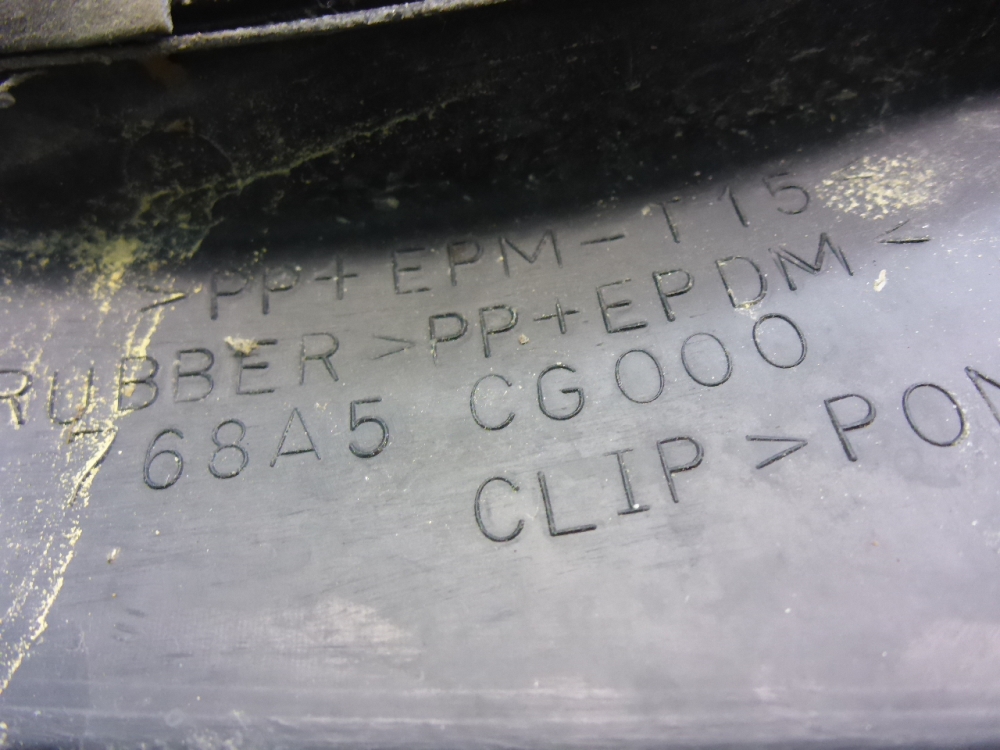 >PP+EPM-T15
RUBBER >PP+EPDM<
68A5 CG000
CLIP >PO